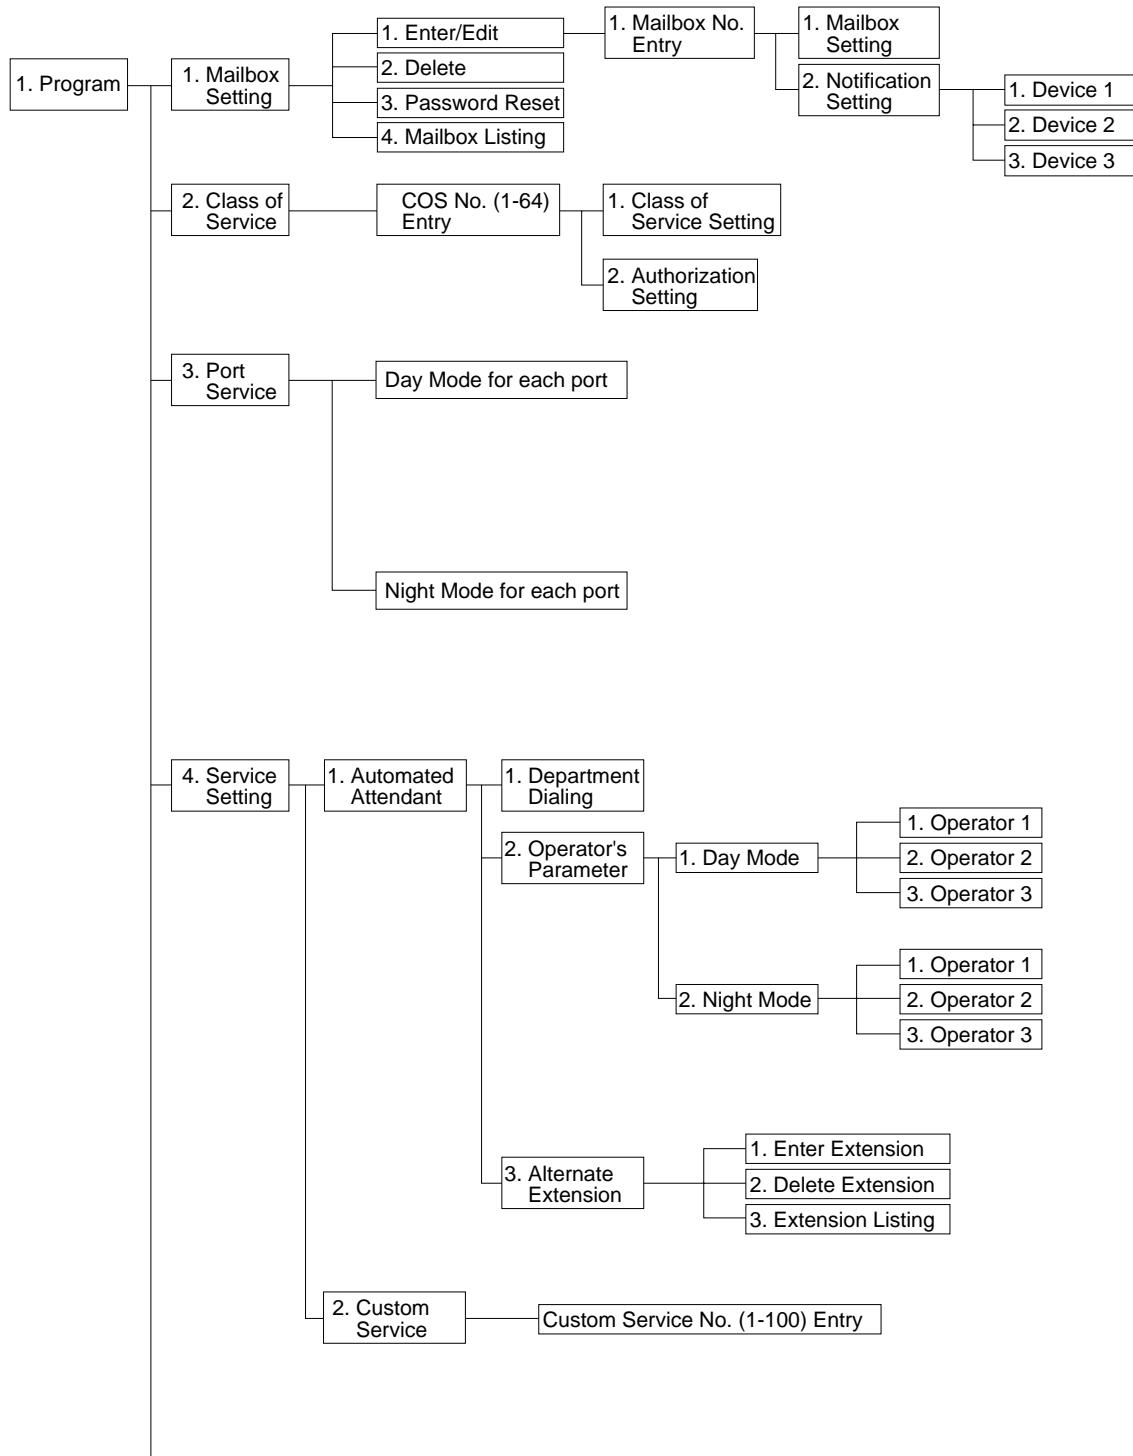 1. Program
1. Mailbox
Setting
1. Enter/Edit
2. Delete
3. Password Reset
4. Mailbox Listing
1. Mailbox No.
Entry
1. Mailbox
Setting
2. Notification
Setting
1. Device 1
2. Device 2
3. Device 3
2. Class of
Service
COS No. (1-64)
Entry
1. Class of
Service Setting
2. Authorization
Setting
3. Port
Service
Day Mode for each port
Night Mode for each port
4. Service
Setting
1. Automated
Attendant
1. Department
Dialing
2. Operator's
Parameter
1. Day Mode
1. Operator 1
2. Operator 2
3. Operator 3
2. Night Mode
1. Operator 1
2. Operator 2
3. Operator 3
3. Alternate
Extension
1. Enter Extension
2. Delete Extension
3. Extension Listing
2. Custom
Service
Custom Service No. (1-100) Entry